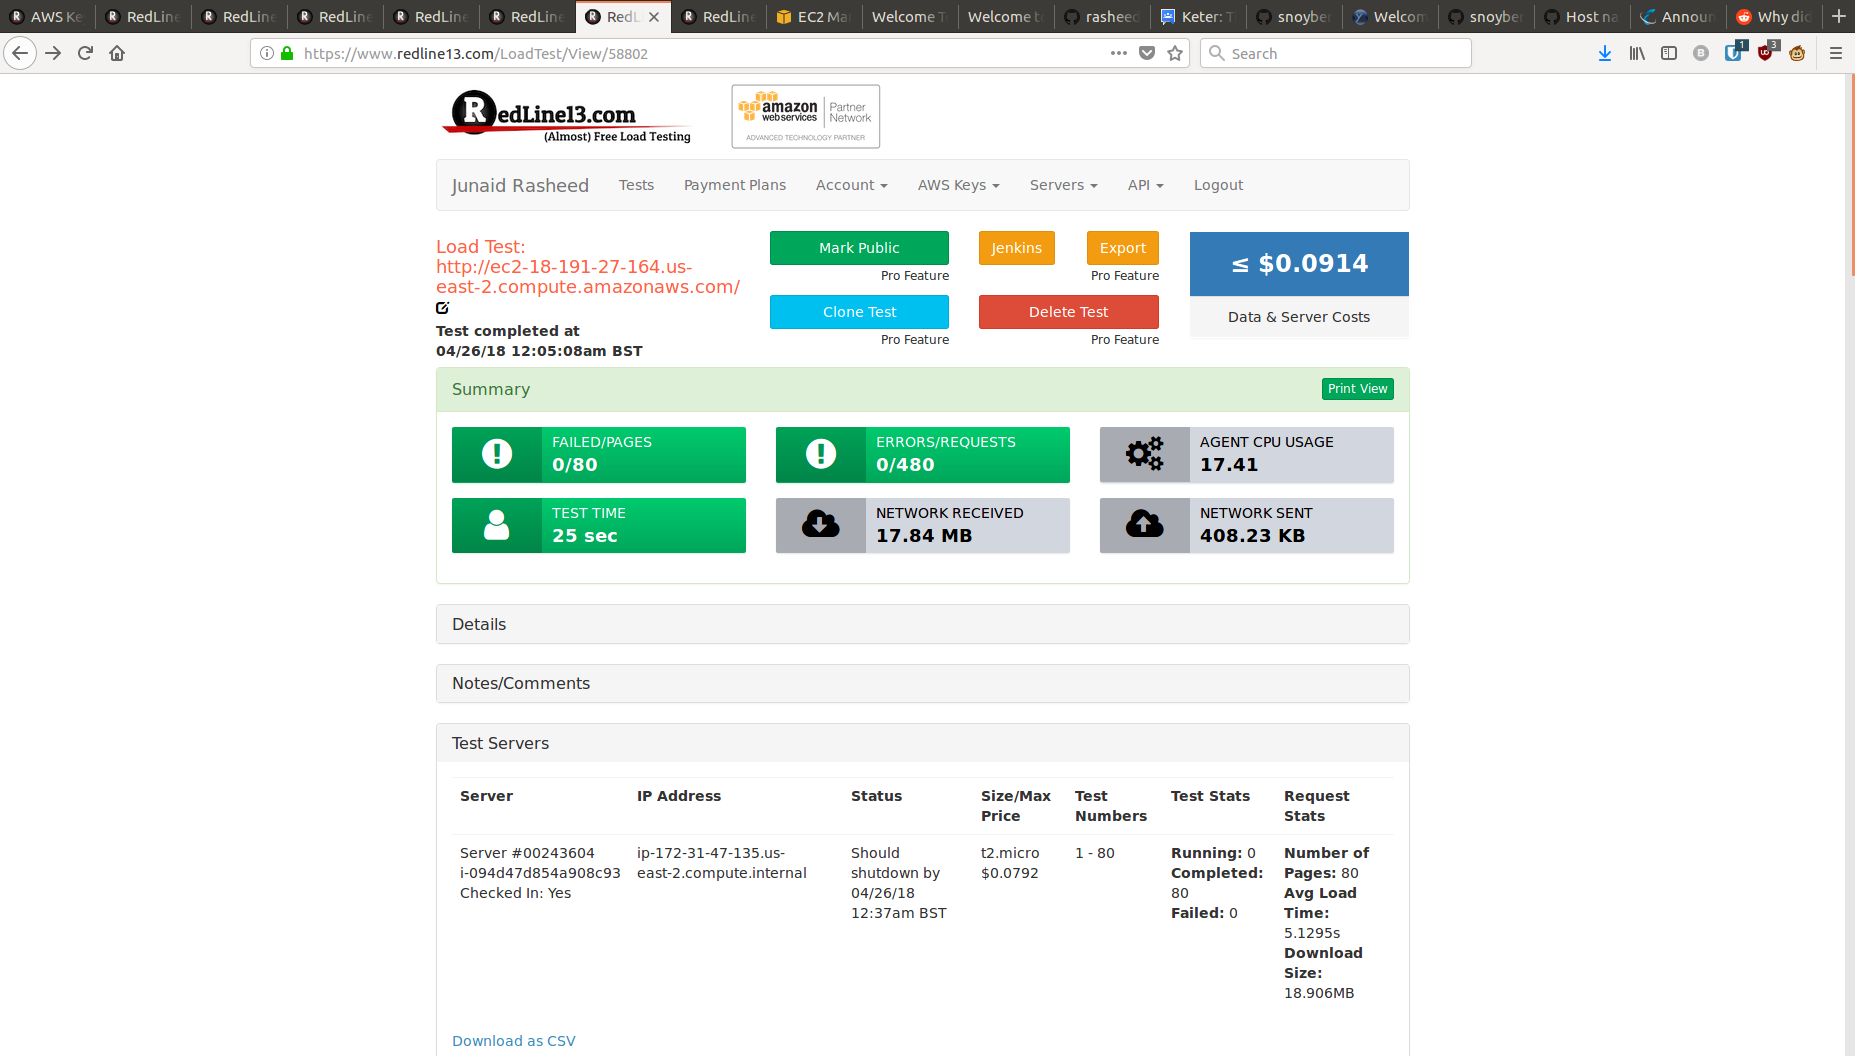 AWS Ke
RedLine
RedLine
RedLine
RedLine
RedLine
RedL
RedLine
EC2 Ma
Welcome T
Welcome to
rasheed
Keter: T
snoyber
Welcom
snoyber
Host na
Announ
Why did
https://www.redline13.com/LoadTest/View/58802
Search
1
3
RedLine13.com
(Almost) Free Load Testing
amazon
webservices
Partner
Network
ADVANCED TECHNOLOGY PARTNER
Junaid Rasheed Tests Payment Plans Account AWS Keys Servers API Logout
Load Test:
http://ec2-18-191-27-164.us-
east-2.compute.amazonaws.com/
Test completed at
04/26/18 12:05:08am BST
Mark Public
Pro Feature
Jenkins
Export
Pro Feature
Clone Test
Pro Feature
Delete Test
Pro Feature
≤ $0.0914
Data & Server Costs
Summary
Print View
FAILED/PAGES
0/80
ERRORS/REQUESTS
0/480
AGENT CPU USAGE
17.41
TEST TIME
25 sec
NETWORK RECEIVED
17.84 MB
NETWORK SENT
408.23 KB
Details
Notes/Comments
Test Servers
Server
IP Address
Status
Size/Max
Price
Test
Numbers
Test Stats
Request
Stats
Server #00243604
i-094d47d854a908c93
Checked In: Yes
ip-172-31-47-135.us-
east-2.compute.internal
Should
shutdown by
04/26/18
12:37am BST
t2.micro
$0.0792
1 - 80
Running: 0
Completed:
80
Failed: 0
Number of
Pages: 80
Avg Load
Time:
5.1295s
Download
Size:
18.906MB
Download as CSV